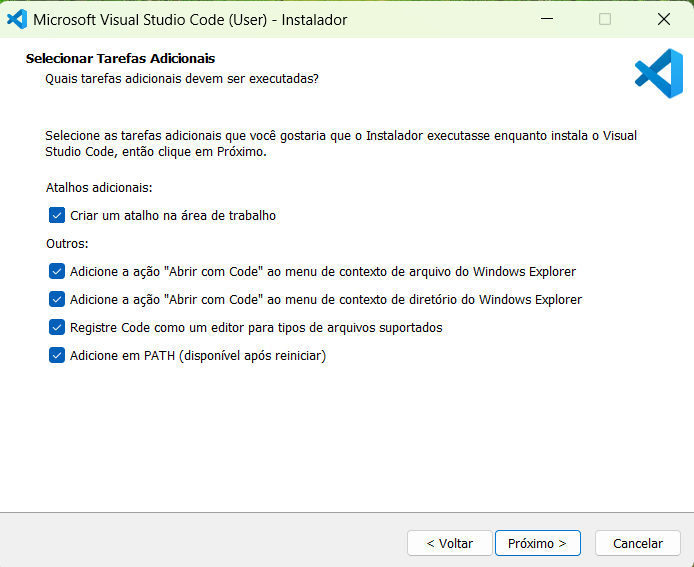 Microsoft Visual Studio Code (User) - Instalador
Selecionar Tarefas Adicionais
Quais tarefas adicionais devem ser executadas?
Selecione as tarefas adicionais que você gostaria que o Instalador executasse enquanto instala o Visual
Studio Code, então clique em Próximo.
Atalhos adicionais:
Criar um atalho na área de trabalho
Outros:
Adicione a ação "Abrir com Code" ao menu de contexto de arquivo do Windows Explorer
Adicione a ação "Abrir com Code" ao menu de contexto de diretório do Windows Explorer
Registre Code como um editor para tipos de arquivos suportados
Adicione em PATH (disponível após reiniciar)
< Voltar
Próximo >
Cancelar